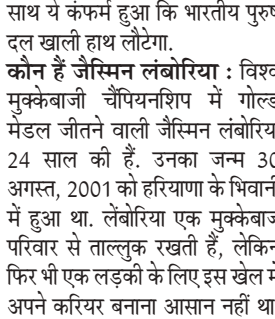 साथ ये कंफर्म हुआ कि भारतीय पुरुष
दल खाली हाथ लौटेगा.
कौन हैं जैस्मिन लंबोरिया : विश्व
मुक्केबाजी चैंपियनशिप में गोल्ड
मेडल जीतने वाली जैस्मिन लंबोरिय
24 साल की हैं. उनका जन्म 30
अगस्त, 2001 को हरियाणा के भिवानी
में हुआ था. लेंबोरिया एक मुक्केबाज
परिवार से ताल्लुक रखती हैं, लेकिन
फिर भी एक लड़की के लिए इस खेल में
अपने करियर बनाना आसान नहीं था